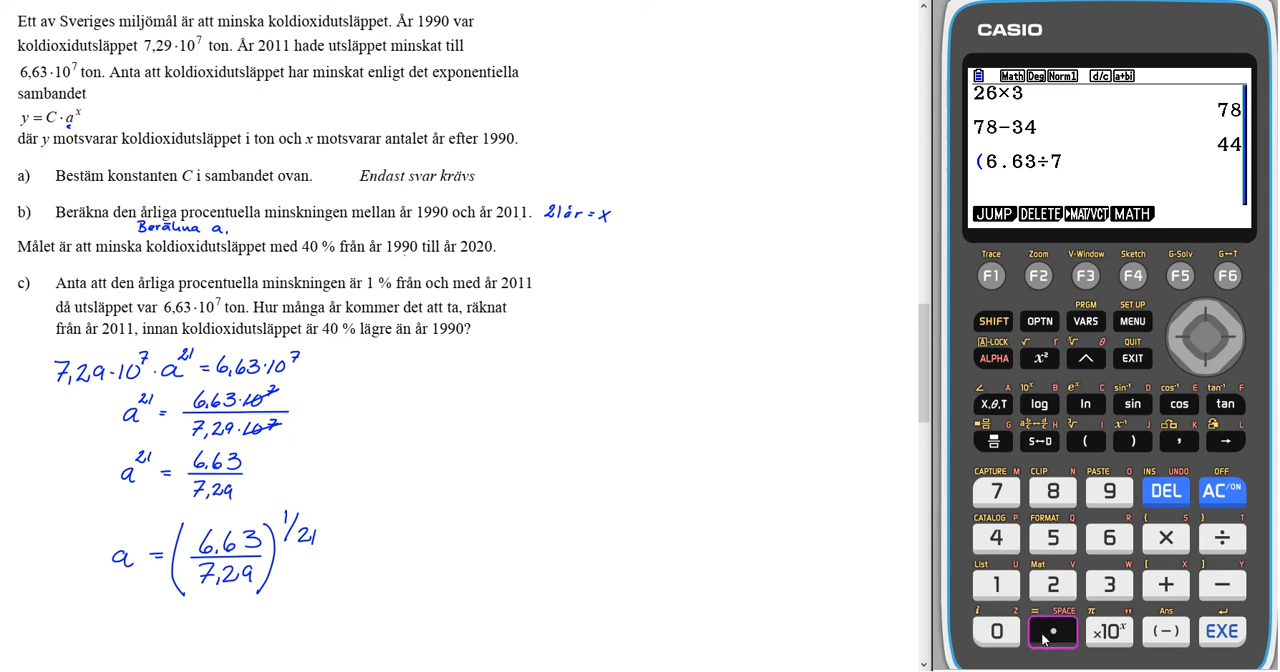 Ett av Sveriges miljömål är att minska koldioxidutsläppet. År 1990 var
koldioxidutsläppet 7,29·10^7 ton. År 2011 hade utsläppet minskat till
6,63·10^7 ton. Anta att koldioxidutsläppet har minskat enligt det exponentiella
sambandet
y = C·a^x
där y motsvarar koldioxidutsläppet i ton och x motsvarar antalet år efter 1990.
a) Bestäm konstanten C i sambandet ovan. Endast svar krävs
b) Beräkna den årliga procentuella minskningen mellan år 1990 och år 2011. 21 år = x
Beräkna a.
Målet är att minska koldioxidutsläppet med 40 % från år 1990 till år 2020.
c) Anta att den årliga procentuella minskningen är 1 % från och med år 2011
då utsläppet var 6,63·10^7 ton. Hur många år kommer det att ta, räknat
från år 2011, innan koldioxidutsläppet är 40 % lägre än år 1990?
7,29·10^7 · a^21 = 6,63·10^7
a^21 = 6,63·10^7 / 7,29·10^7
a^21 = 6,63 / 7,29
a = (6,63 / 7,29)^1/21
CASIO
Math Deg Norm1 d/c a+bi
26×3
78
78−34
44
(6.63÷7
JUMP DELETE ▶MAT/VCT MATH
Trace Zoom V-Window Sketch G-Solv G↔T
F1 F2 F3 F4 F5 F6
PRGM SET UP
SHIFT OPTN VARS MENU
A-LOCK √ r θ QUIT
ALPHA x² ^ EXIT
∠ A 10^x B e^x C sin⁻¹ D cos⁻¹ E tan⁻¹ F
X,θ,T log ln sin cos tan
G H I x⁻¹ J K L
S↔D ( ) , →
CAPTURE M CLIP N PASTE O INS UNDO OFF
7 8 9 DEL AC/ON
CATALOG P FORMAT Q R { S } T
4 5 6 × ÷
List U Mat V W [ X ] Y
1 2 3 + −
i Z = SPACE π " Ans ↵
0 • ×10^x (−) EXE